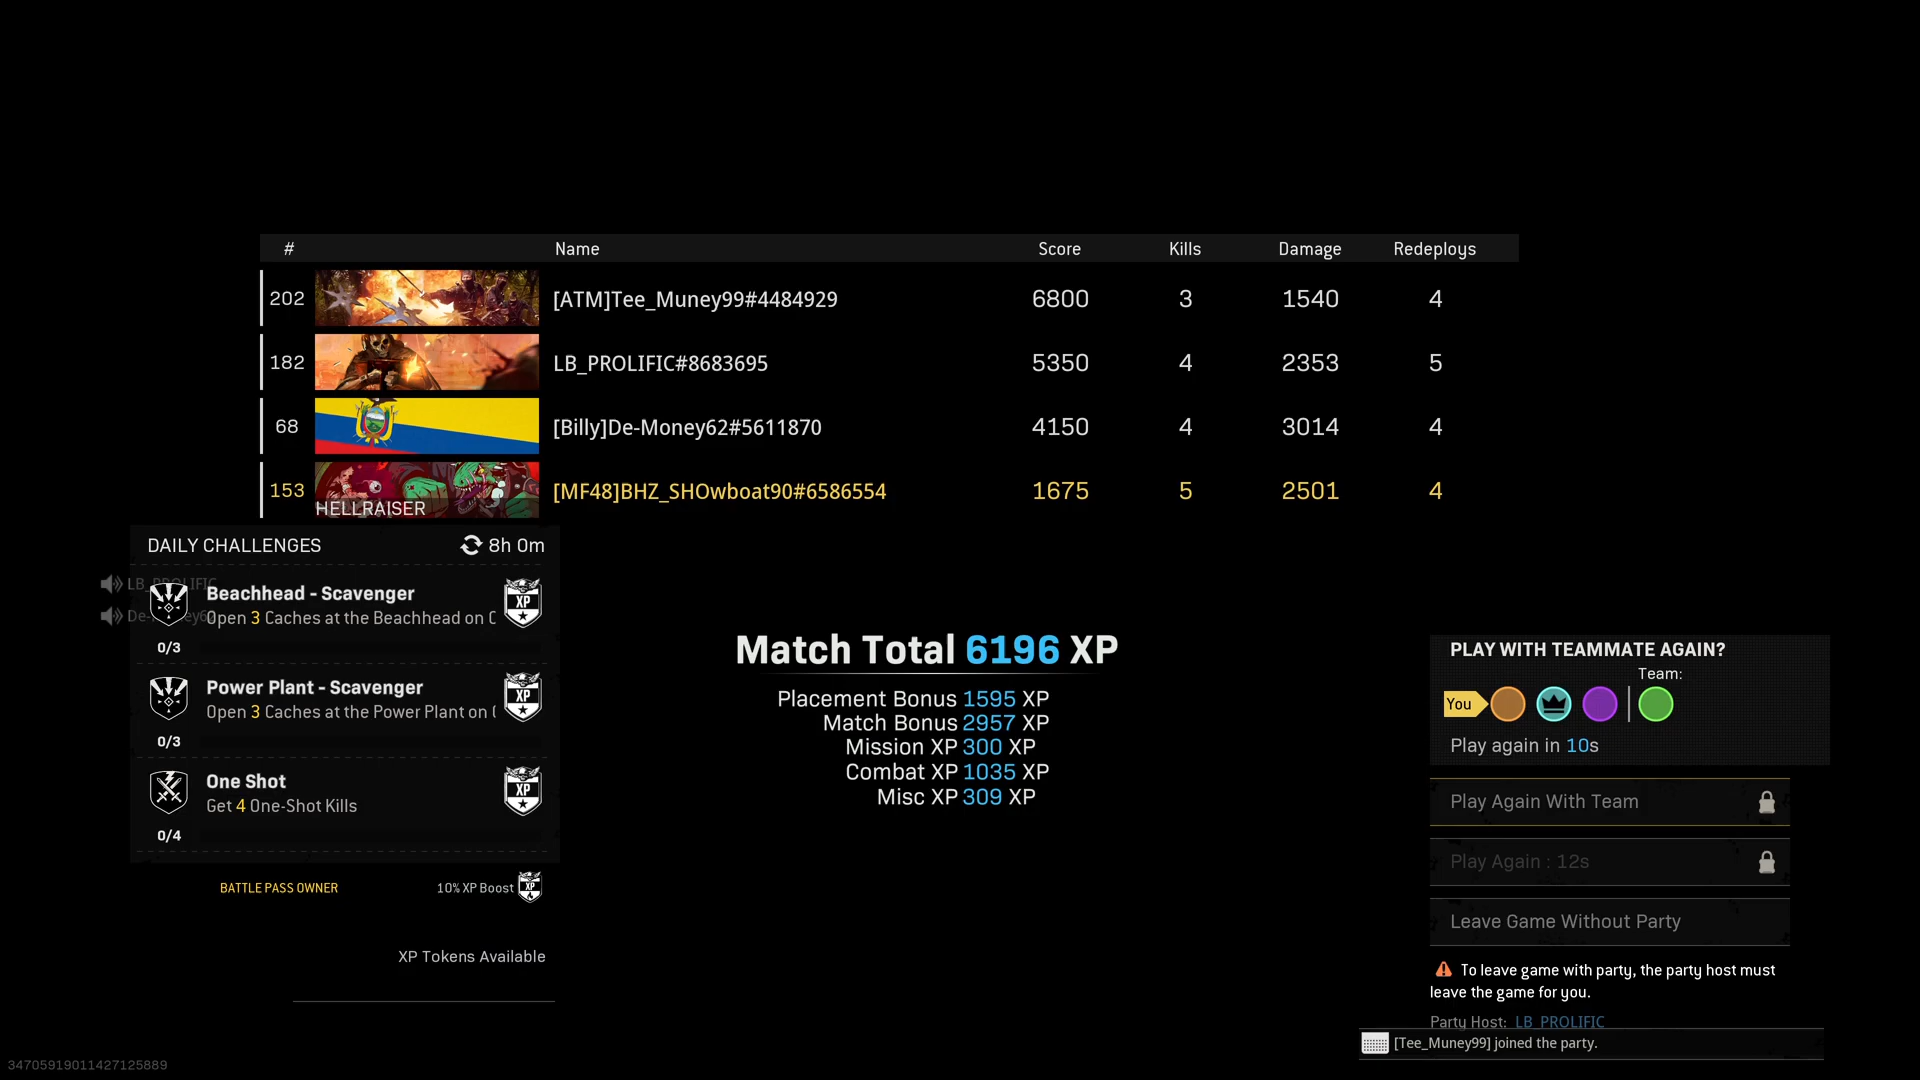 # Name Score Kills Damage Redeploys
202 [ATM]Tee_Muney99#4484929 6800 3 1540 4
182 LB_PROLIFIC#8683695 5350 4 2353 5
68 [Billy]De-Money62#5611870 4150 4 3014 4
153 HELLRAISER [MF48]BHZ_SHOwboat90#6586554 1675 5 2501 4
DAILY CHALLENGES 8h 0m
LB_PROLIFIC
Beachhead - Scavenger
XP
De-Money62
Open 3 Caches at the Beachhead on
0/3
Power Plant - Scavenger
XP
Open 3 Caches at the Power Plant on
0/3
One Shot
XP
Get 4 One-Shot Kills
0/4
BATTLE PASS OWNER 10% XP Boost XP
XP Tokens Available
Match Total 6196 XP
Placement Bonus 1595 XP
Match Bonus 2957 XP
Mission XP 300 XP
Combat XP 1035 XP
Misc XP 309 XP
PLAY WITH TEAMMATE AGAIN?
Team:
You
Play again in 10s
Play Again With Team
Play Again : 12s
Leave Game Without Party
To leave game with party, the party host must
leave the game for you.
Party Host: LB_PROLIFIC
[Tee_Muney99] joined the party.
34705919011427125889